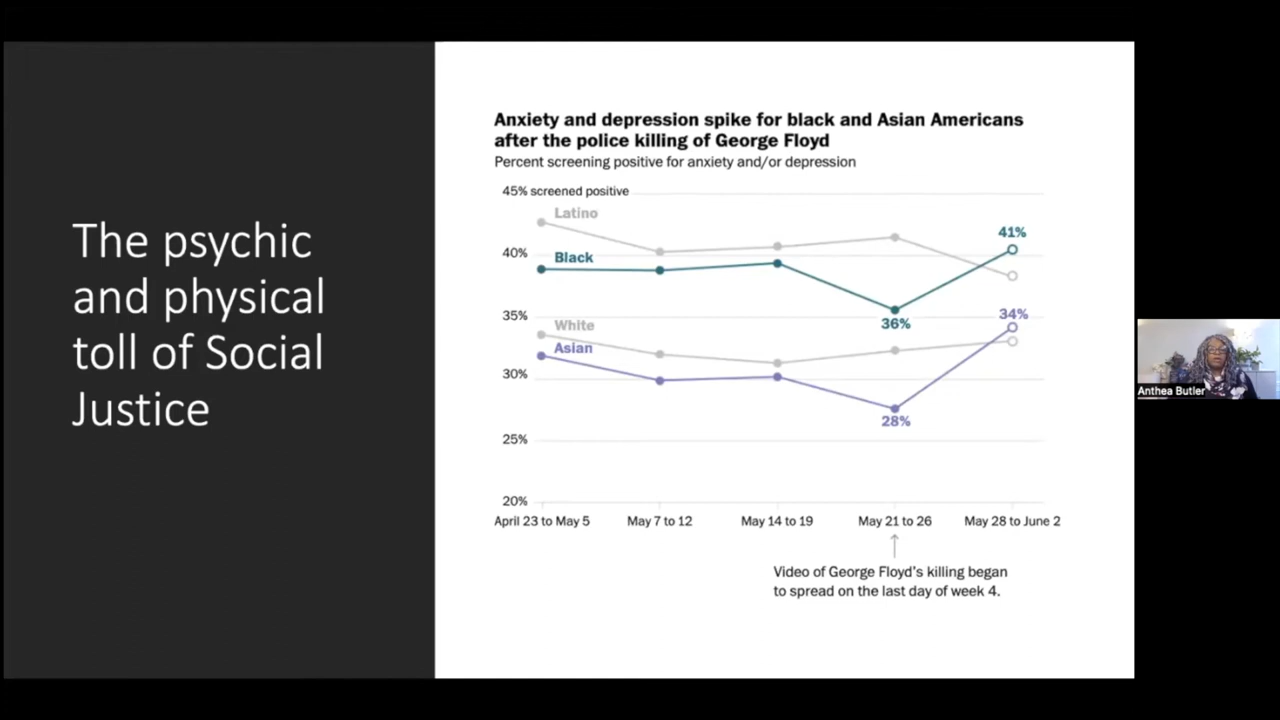 The psychic
and physical
toll of Social
Justice
Anxiety and depression spike for black and Asian Americans
after the police killing of George Floyd
Percent screening positive for anxiety and/or depression
45% screened positive
Latino
41%
40%
Black
35%
36%
34%
White
Asian
30%
28%
25%
20%
April 23 to May 5
May 7 to 12
May 14 to 19
May 21 to 26
May 28 to June 2
Video of George Floyd's killing began
to spread on the last day of week 4.
Anthea Butler